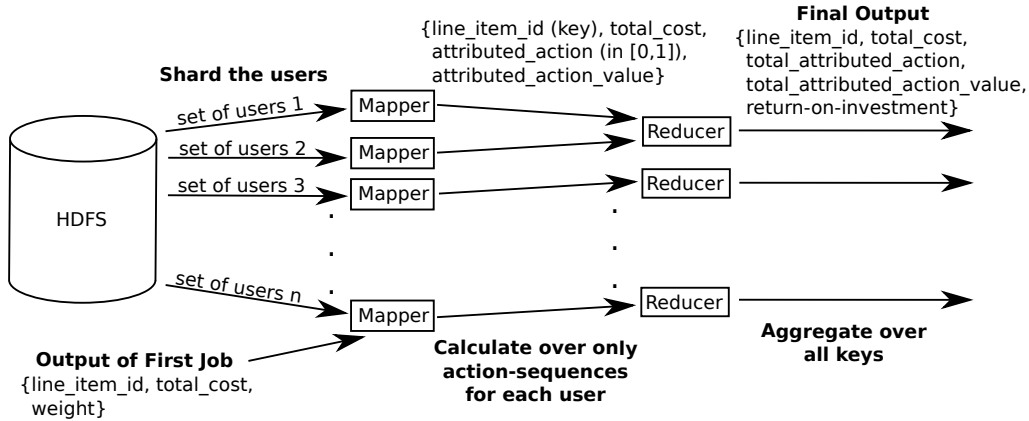 Final Output
{line_item_id, total_cost,
total_attributed_action,
total_attributed_action_value,
return-on-investment}
{line_item_id (key), total_cost,
attributed_action (in [0,1]),
attributed_action_value}
Shard the users
set of users 1
Mapper
Reducer
set of users 2
Mapper
set of users 3
Mapper
Reducer
HDFS
set of users n
Mapper
Reducer
Output of First Job
{line_item_id, total_cost,
weight}
Calculate over only
action-sequences
for each user
Aggregate over
all keys